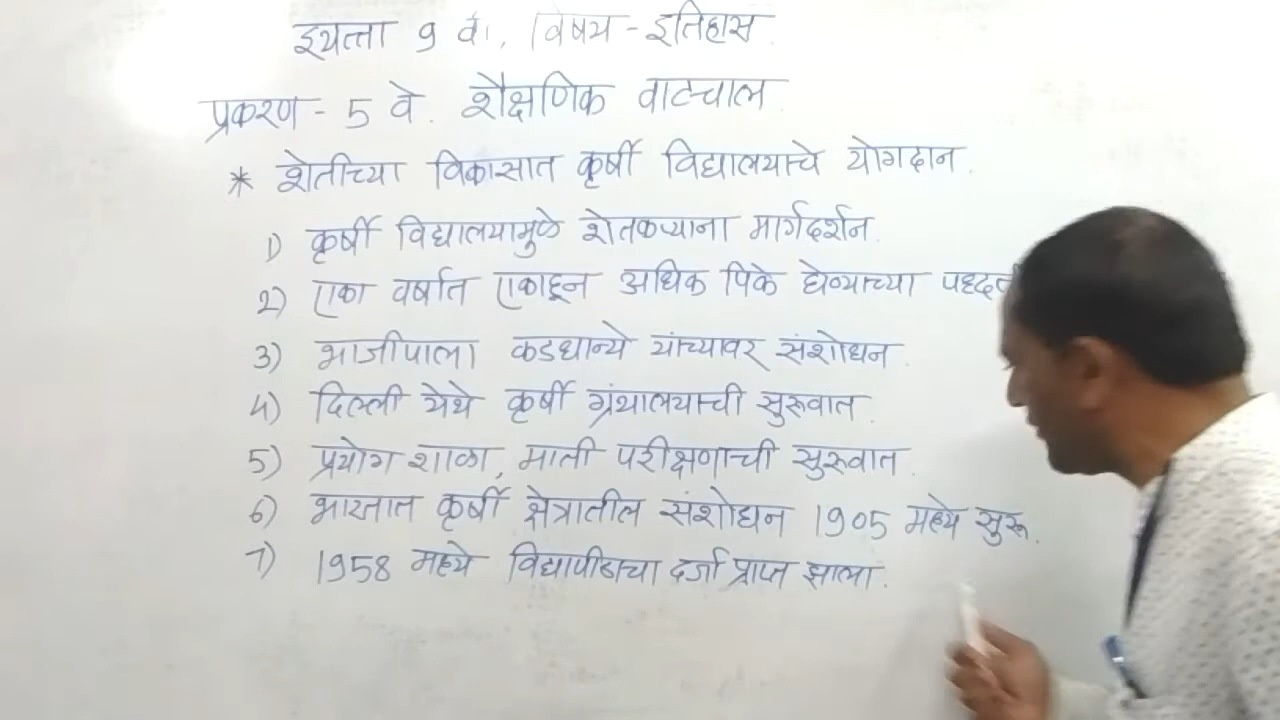 इयत्ता 9 वी, विषय - इतिहास.
प्रकरण - 5 वे. शैक्षणिक वाटचाल.
* शेतीच्या विकासात कृर्षी विद्यालयाचे योगदान.
1) कृर्षी विद्यालयामुळे शेतकऱ्याना मार्गदर्शन.
2) एका वर्षात एकाहून अधिक पिके घेण्याच्या
3) भाजीपाला कडधान्ये यांच्यावर संशोधन.
4) दिल्ली येथे कृर्षी ग्रंथालयाची सुरूवात.
5) प्रयोग शाळा, माती परीक्षणाची सुरूवात.
6) भारतात कृर्षी क्षेत्रातील संशोधन 1905 मध्ये सुरू.
7) 1958 मध्ये विद्यापीठाचा दर्जा प्राप्त झाला.